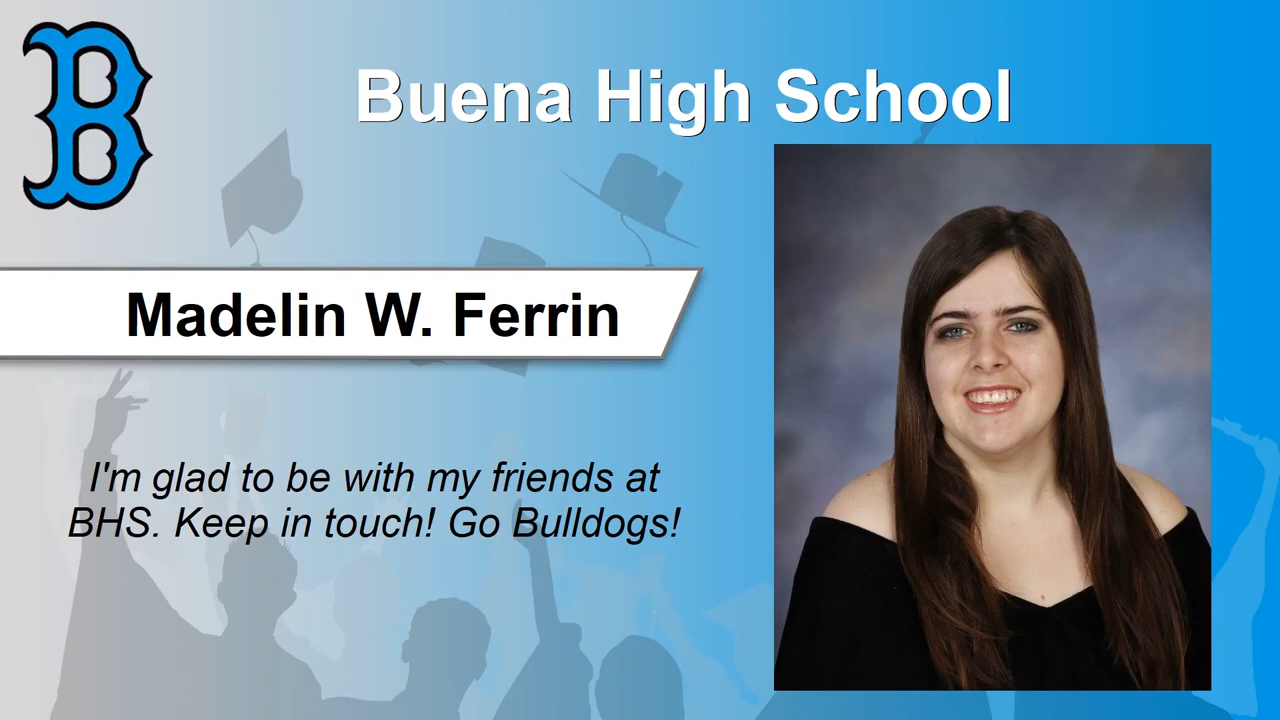 B
Buena High School
Madelin W. Ferrin
I'm glad to be with my friends at
BHS. Keep in touch! Go Bulldogs!